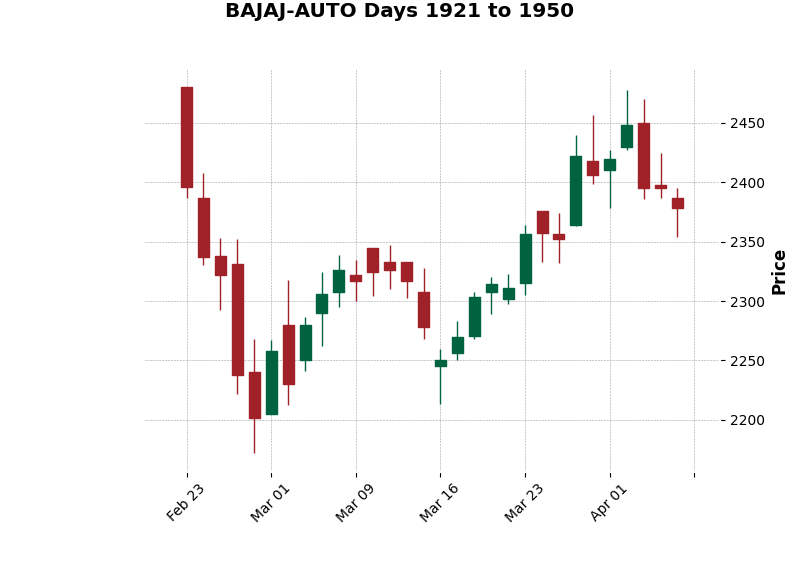 BAJAJ-AUTO Days 1921 to 1950
2450
2400
2350
2300
2250
2200
Price
Feb 23
Mar 01
Mar 09
Mar 16
Mar 23
Apr 01